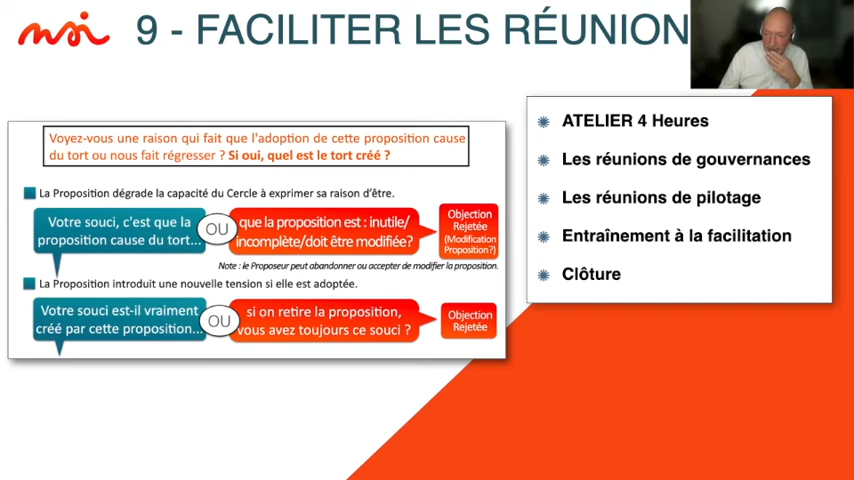 nsi
9 - FACILITER LES RÉUNION
Voyez-vous une raison qui fait que l'adoption de cette proposition cause
du tort ou nous fait régresser ? Si oui, quel est le tort créé ?
La Proposition dégrade la capacité du Cercle à exprimer sa raison d'être.
Votre souci, c'est que la
proposition cause du tort...
OU
que la proposition est : inutile/
incomplète/doit être modifiée?
Objection
Rejetée
(Modification
Proposition?)
Note : le Proposeur peut abandonner ou accepter de modifier la proposition.
La Proposition introduit une nouvelle tension si elle est adoptée.
Votre souci est-il vraiment
créé par cette proposition...
OU
si on retire la proposition,
vous avez toujours ce souci ?
Objection
Rejetée
ATELIER 4 Heures
Les réunions de gouvernances
Les réunions de pilotage
Entraînement à la facilitation
Clôture